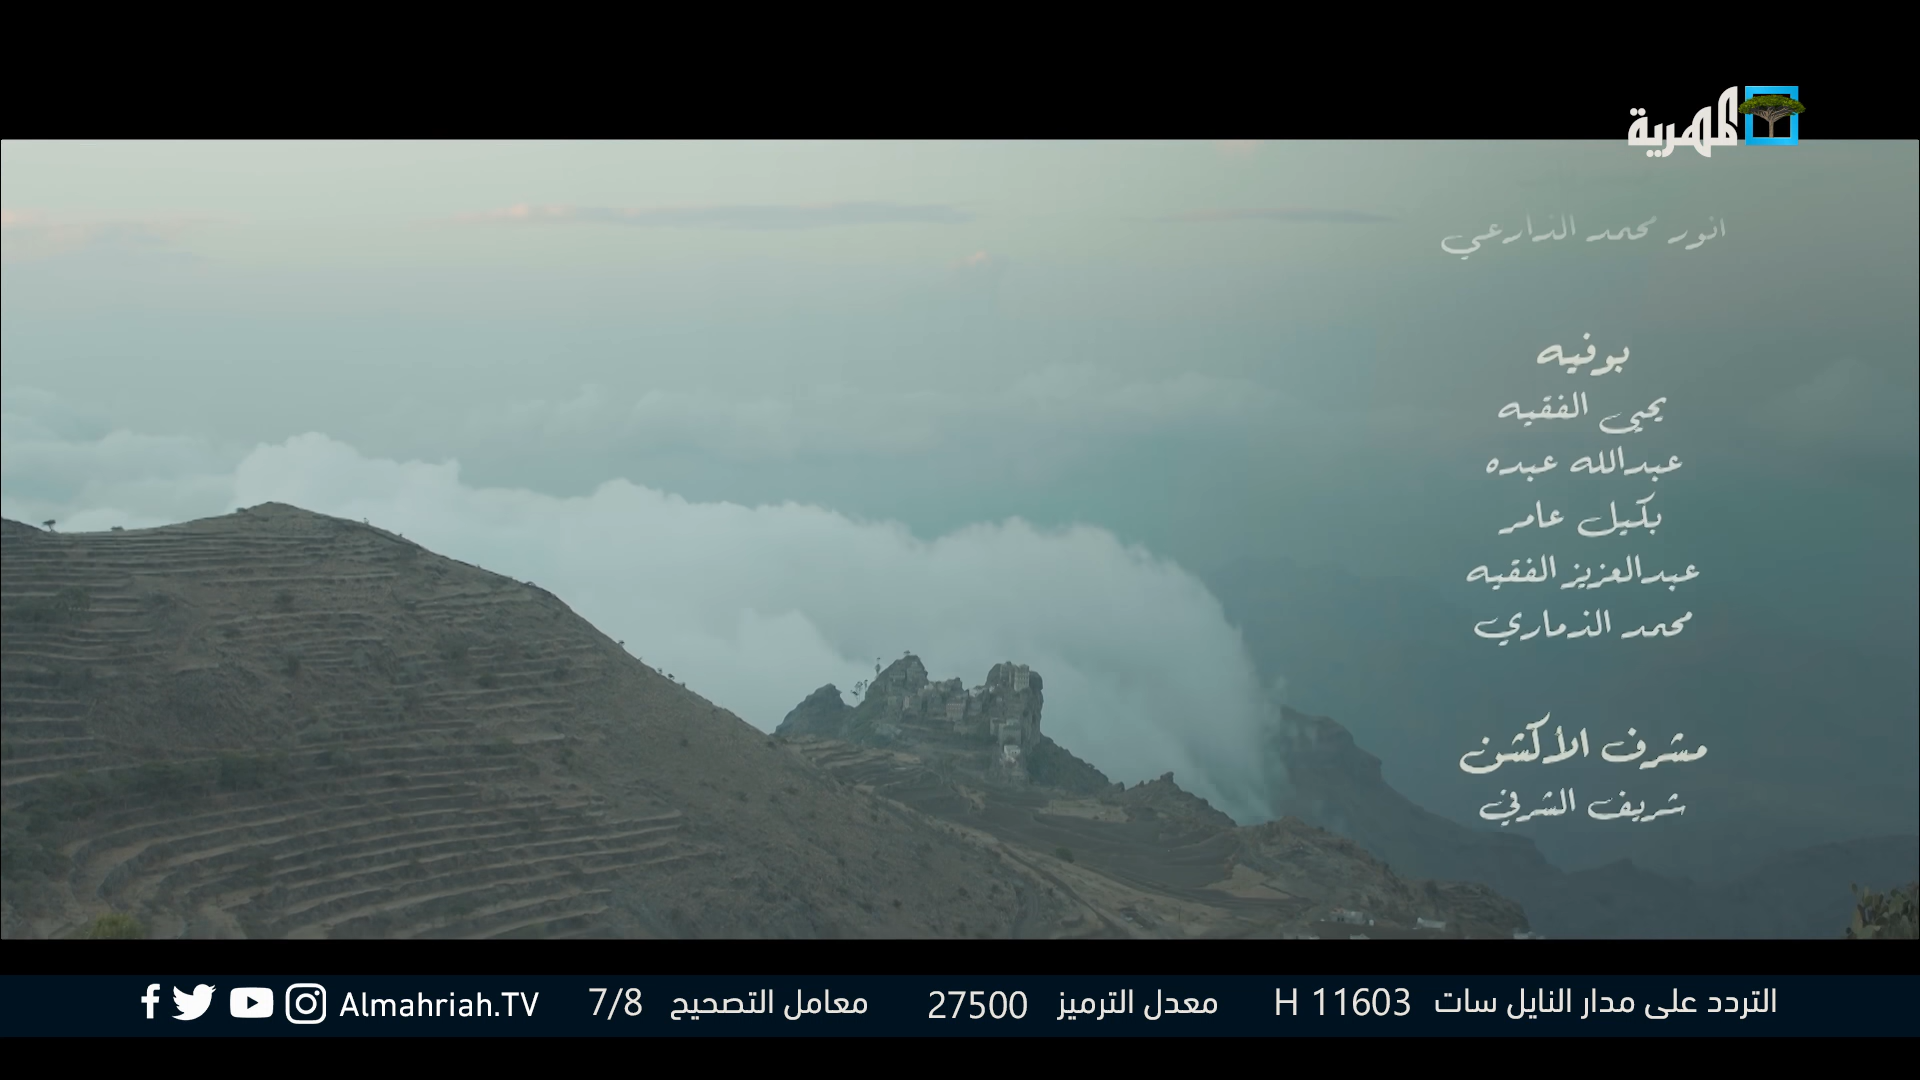 المهرية
انور محمد الذارعي
بوفيه
يحيى الفقيه
عبدالله عبده
بكيل عامر
عبدالعزيز الفقيه
محمد الذماري
مشرف الأكشن
شريف الشرفي
التردد على مدار النايل سات 11603 H معدل الترميز 27500 معامل التصحيح 7/8 Almahriah.TV